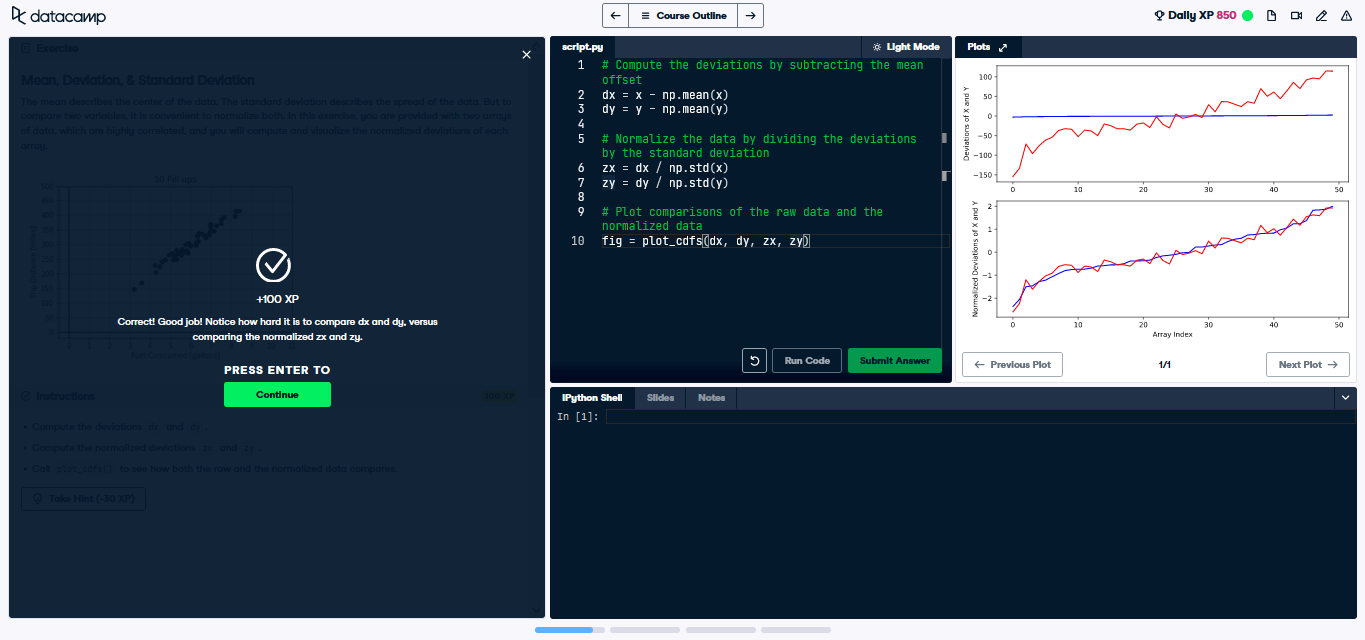 datacamp
Course Outline
Daily XP 850
Exercise
Mean, Deviation, & Standard Deviation
The mean describes the center of the data. The standard deviation describes the spread of the data. But to
compare two variables, it is convenient to normalize both. In this exercise, you are provided with two arrays
of data, which are highly correlated, and you will compute and visualize the normalized deviations of each
array.
+100 XP
Correct! Good job! Notice how hard it is to compare dx and dy, versus
comparing the normalized zx and zy.
PRESS ENTER TO
Continue
Instructions
100 XP
• Compute the deviations dx and dy.
• Compute the normalized deviations zx and zy.
• Call plot_cdfs() to see how both the raw and the normalized data compares.
Take Hint (-30 XP)
script.py
Light Mode
1 # Compute the deviations by subtracting the mean
offset
2 dx = x - np.mean(x)
3 dy = y - np.mean(y)
4
5 # Normalize the data by dividing the deviations
by the standard deviation
6 zx = dx / np.std(x)
7 zy = dy / np.std(y)
8
9 # Plot comparisons of the raw data and the
normalized data
10 fig = plot_cdfs(dx, dy, zx, zy)
Run Code
Submit Answer
Plots
Deviations of X and Y
100
50
0
−50
−100
−150
0 10 20 30 40 50
Normalized Deviations of X and Y
2
1
0
−1
−2
0 10 20 30 40 50
Array Index
Previous Plot
1/1
Next Plot
IPython Shell
Slides
Notes
In [1]: